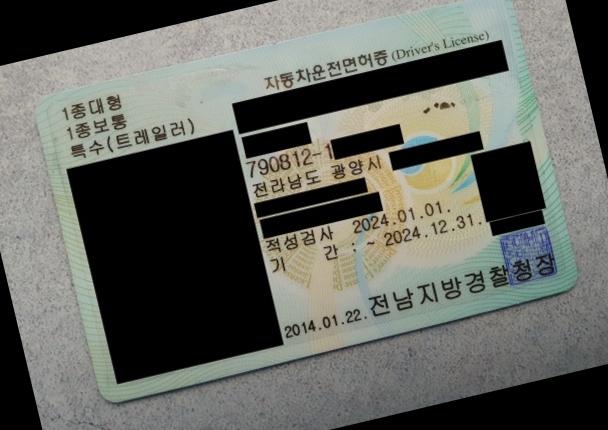 자동차운전면허증 (Driver's License)
1종대형
1종보통
특수(트레일러)
790812-1
전라남도 광양시
적성검사 2024.01.01.
기 간 : ~ 2024.12.31.
2014.01.22. 전남지방경찰청장